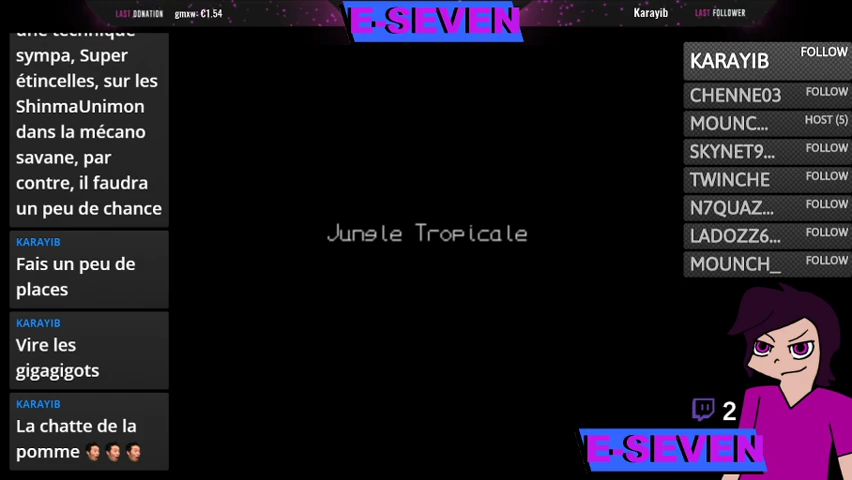 LAST DONATION gmxw: €1.54
E-SEVEN
Karayib LAST FOLLOWER
une technique
sympa, Super
étincelles, sur les
ShinmaUnimon
dans la mécano
savane, par
contre, il faudra
un peu de chance
KARAYIB
Fais un peu de
places
KARAYIB
Vire les
gigagigots
KARAYIB
La chatte de la
pomme
Jungle Tropicale
KARAYIB FOLLOW
CHENNE03 FOLLOW
MOUNC... HOST (5)
SKYNET9... FOLLOW
TWINCHE FOLLOW
N7QUAZ... FOLLOW
LADOZZ6... FOLLOW
MOUNCH_ FOLLOW
2
E-SEVEN